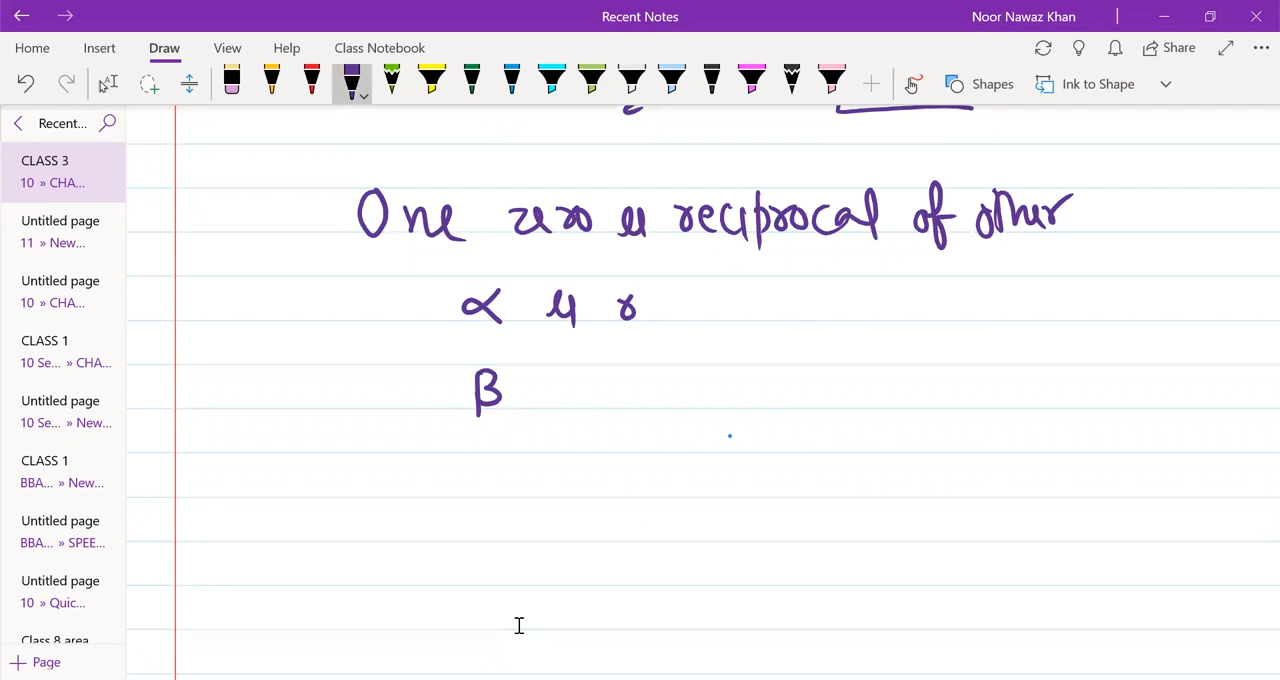 Recent Notes
Noor Nawaz Khan
Home Insert Draw View Help Class Notebook Share
Shapes Ink to Shape
Recent...
CLASS 3
10 » CHA...
Untitled page
11 » New...
Untitled page
10 » CHA...
CLASS 1
10 Se... » CHA...
Untitled page
10 Se... » New...
CLASS 1
BBA... » New...
Untitled page
BBA... » SPEE...
Untitled page
10 » Quic...
Class 8 area
Page
One zero is reciprocal of other
α is r
β